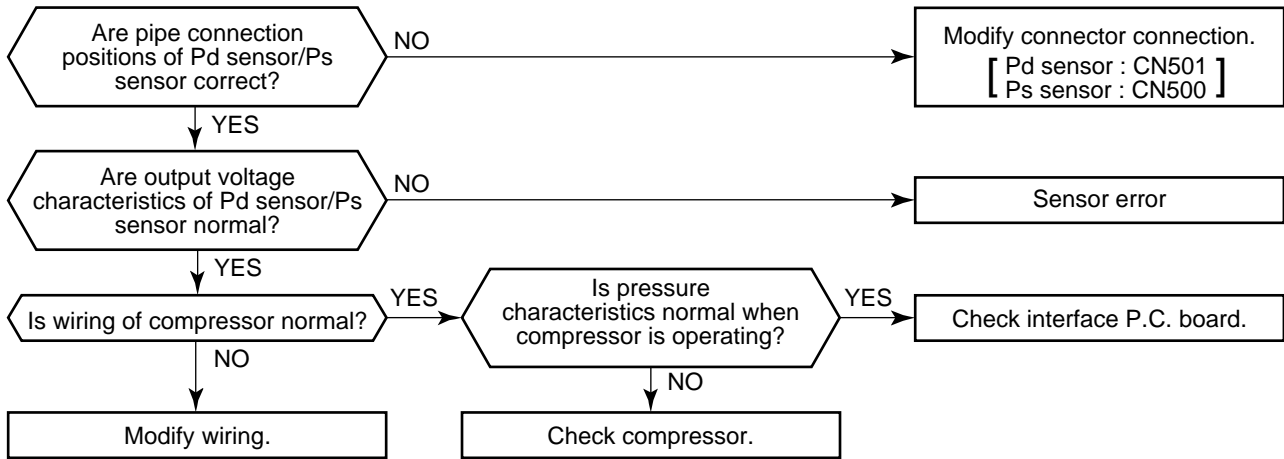 Are pipe connection
positions of Pd sensor/Ps
sensor correct?
NO
Modify connector connection.
[ Pd sensor : CN501
Ps sensor : CN500 ]
YES
Are output voltage
characteristics of Pd sensor/Ps
sensor normal?
NO
Sensor error
YES
Is wiring of compressor normal?
YES
Is pressure
characteristics normal when
compressor is operating?
YES
Check interface P.C. board.
NO
NO
Modify wiring.
Check compressor.